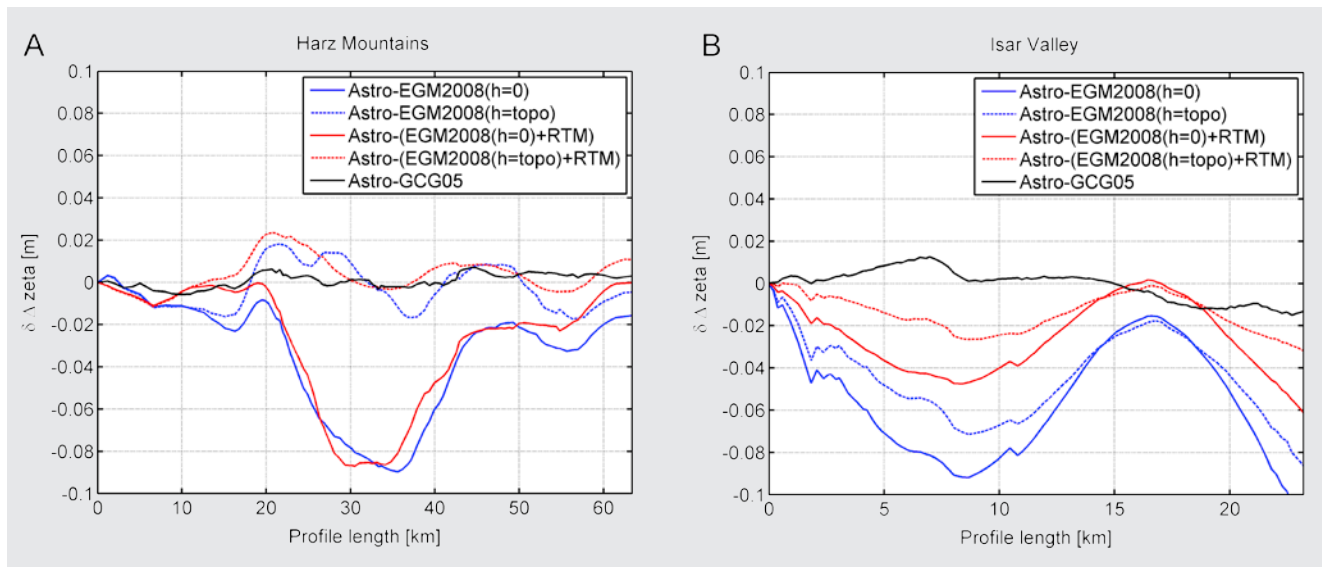 A
Harz Mountains
0.1
0.08
0.06
0.04
0.02
0
-0.02
-0.04
-0.06
-0.08
-0.1
δ Δ zeta [m]
Astro-EGM2008(h=0)
Astro-EGM2008(h=topo)
Astro-(EGM2008(h=0)+RTM)
Astro-(EGM2008(h=topo)+RTM)
Astro-GCG05
0 10 20 30 40 50 60
Profile length [km]
B
Isar Valley
0.1
0.08
0.06
0.04
0.02
0
-0.02
-0.04
-0.06
-0.08
-0.1
δ Δ zeta [m]
Astro-EGM2008(h=0)
Astro-EGM2008(h=topo)
Astro-(EGM2008(h=0)+RTM)
Astro-(EGM2008(h=topo)+RTM)
Astro-GCG05
0 5 10 15 20
Profile length [km]